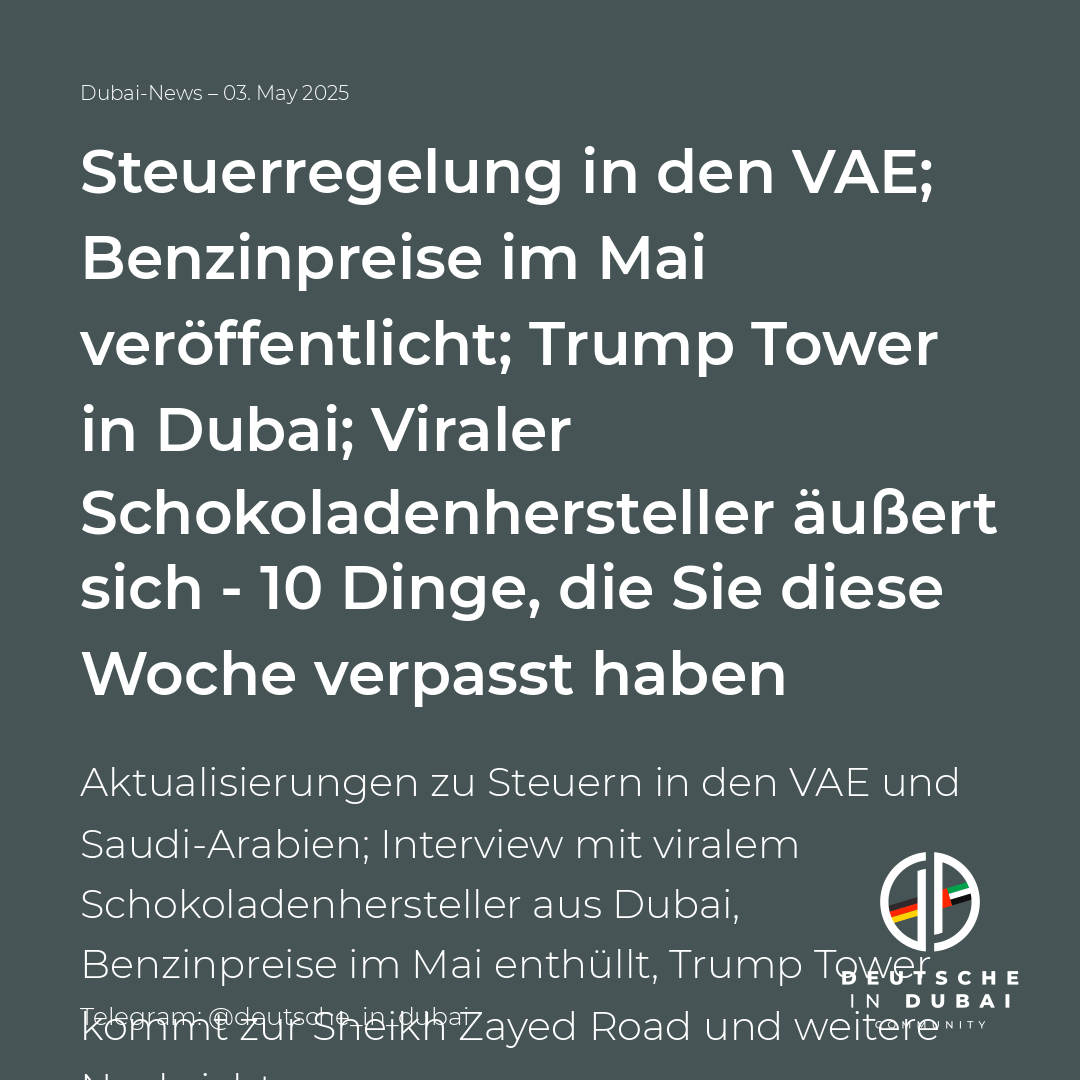 Dubai-News – 03. May 2025
Steuerregelung in den VAE;
Benzinpreise im Mai
veröffentlicht; Trump Tower
in Dubai; Viraler
Schokoladenhersteller äußert
sich - 10 Dinge, die Sie diese
Woche verpasst haben
Aktualisierungen zu Steuern in den VAE und
Saudi-Arabien; Interview mit viralem
Schokoladenhersteller aus Dubai,
Benzinpreise im Mai enthüllt, Trump Tower
kommt zur Sheikh Zayed Road und weitere
Telegram: @deutsche_in_dubai
DEUTSCHE
IN DUBAI
COMMUNITY